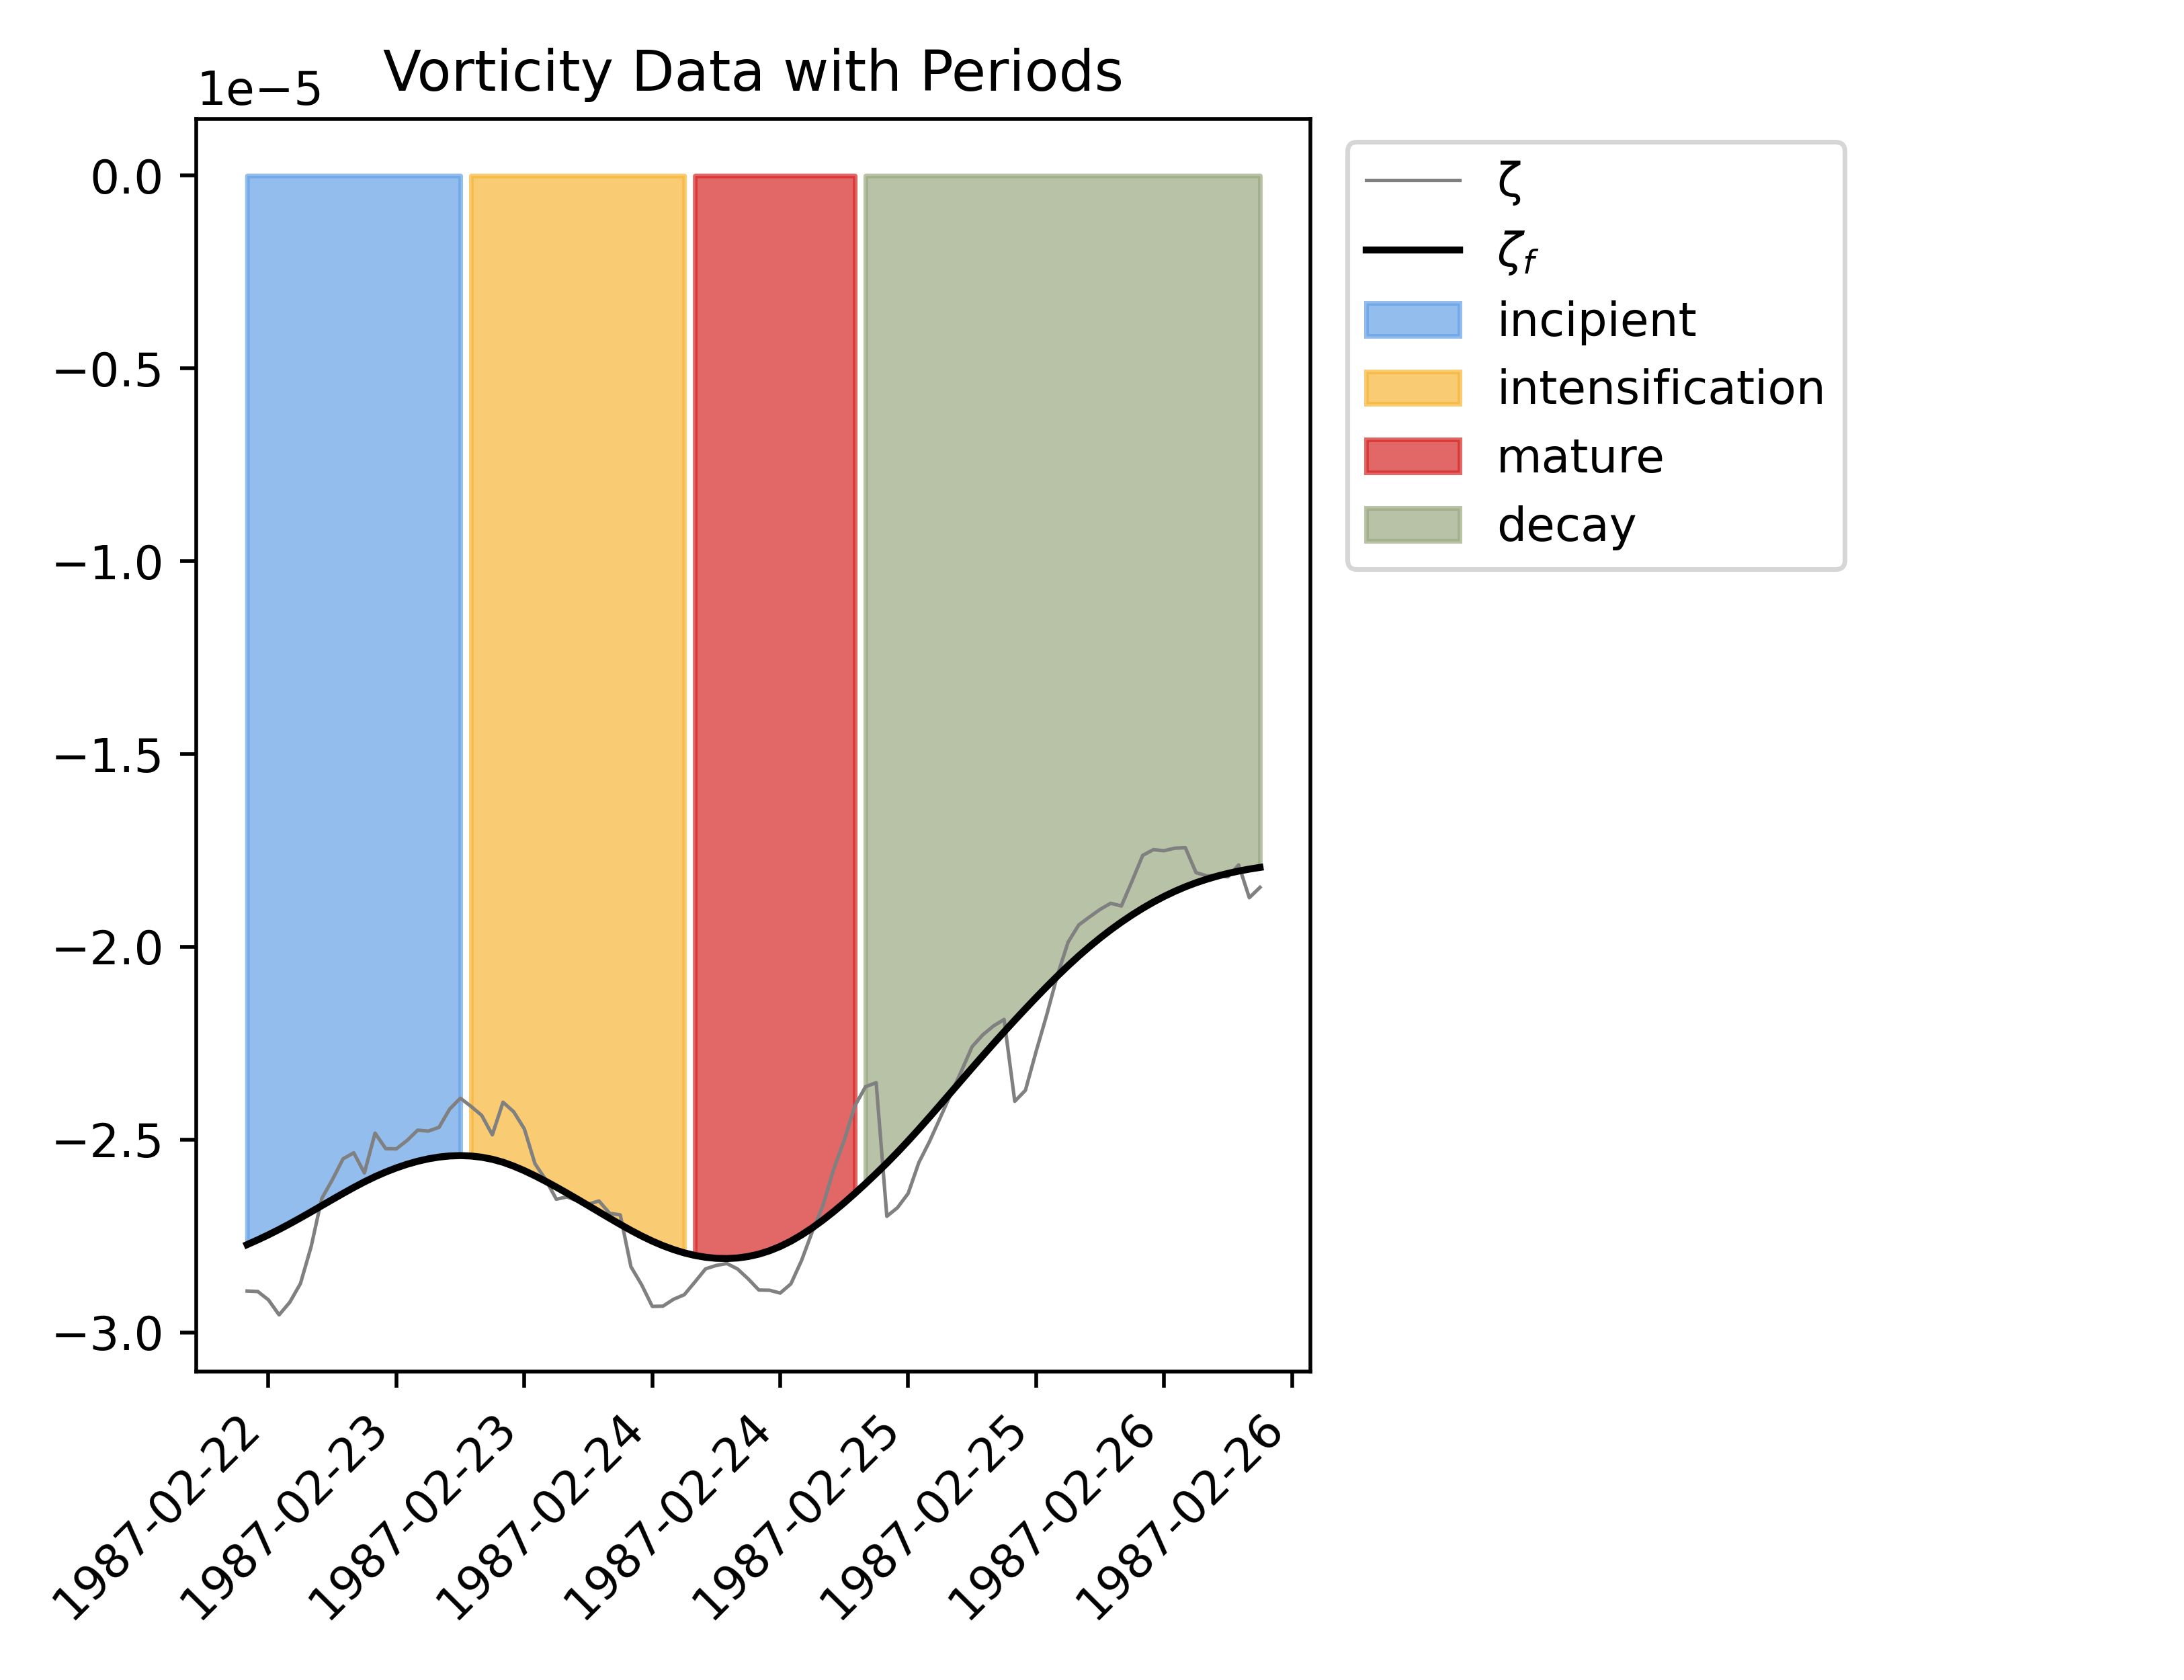 Vorticity Data with Periods
1e−5
0.0
−0.5
−1.0
−1.5
−2.0
−2.5
−3.0
1987-02-22
1987-02-23
1987-02-23
1987-02-24
1987-02-24
1987-02-25
1987-02-25
1987-02-26
1987-02-26
ζ
ζf
incipient
intensification
mature
decay